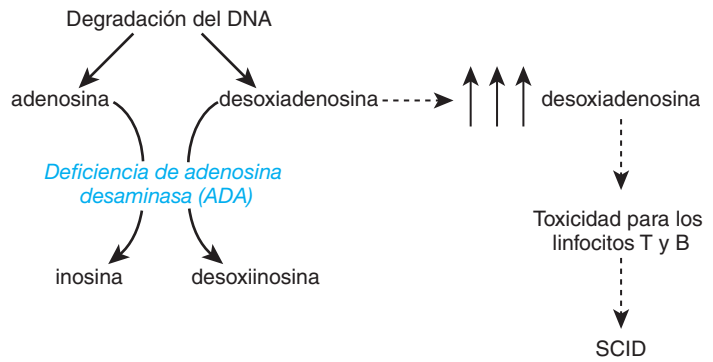 Degradación del DNA
adenosina
desoxiadenosina
desoxiadenosina
Deficiencia de adenosina
desaminasa (ADA)
Toxicidad para los
linfocitos T y B
inosina
desoxiinosina
SCID